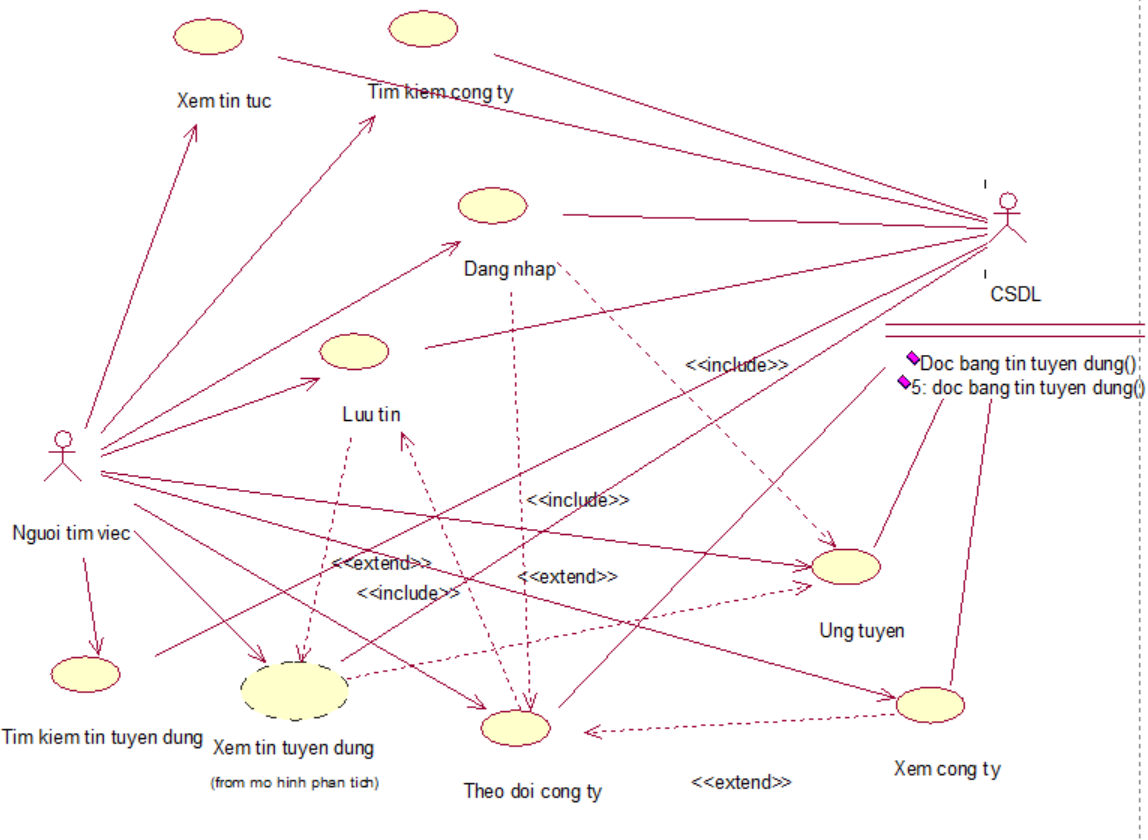 Xem tin tuc
Tim kiem cong ty
Dang nhap
CSDL
<<include>>
Doc bang tin tuyen dung()
5: doc bang tin tuyen dung()
Luu tin
<<include>>
Nguoi tim viec
<<extend>>
<<extend>>
<<include>>
Ung tuyen
Tim kiem tin tuyen dung
Xem tin tuyen dung
(from mo hinh phan tich)
Xem cong ty
<<extend>>
Theo doi cong ty